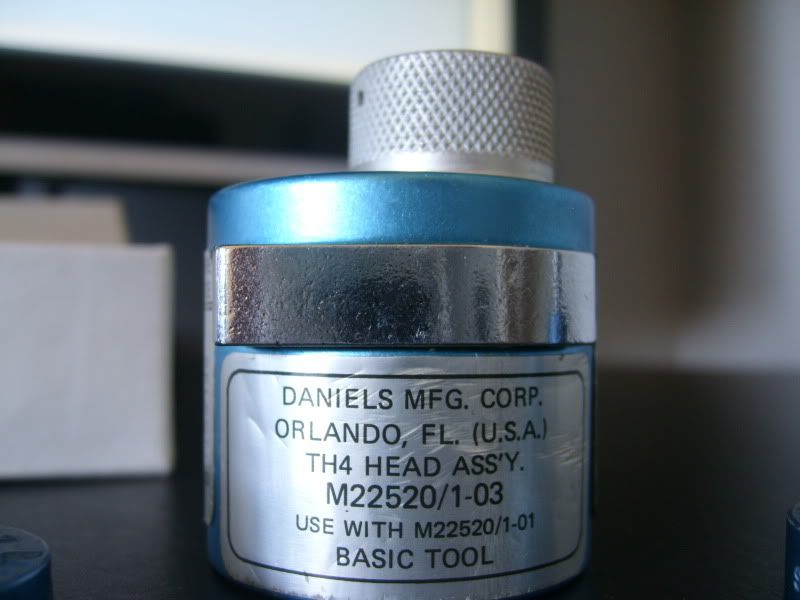 DANIELS MFG. CORP.
ORLANDO, FL. (U.S.A.)
TH4 HEAD ASS'Y.
M22520/1-03
USE WITH M22520/1-01
BASIC TOOL